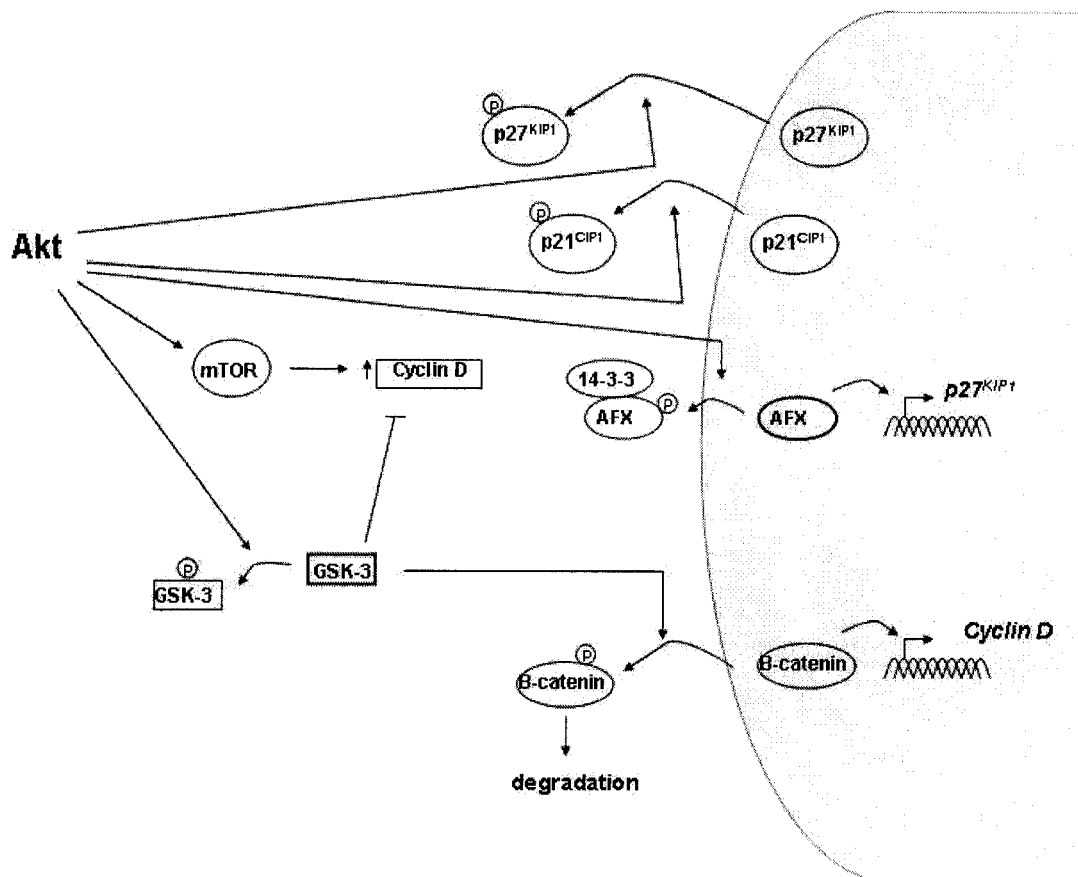 P
p27KIP1
p27KIP1
P
p21CIP1
p21CIP1
Akt
mTOR
Cyclin D
14-3-3
AFX
P
AFX
p27KIP1
P
GSK-3
GSK-3
P
B-catenin
B-catenin
Cyclin D
degradation